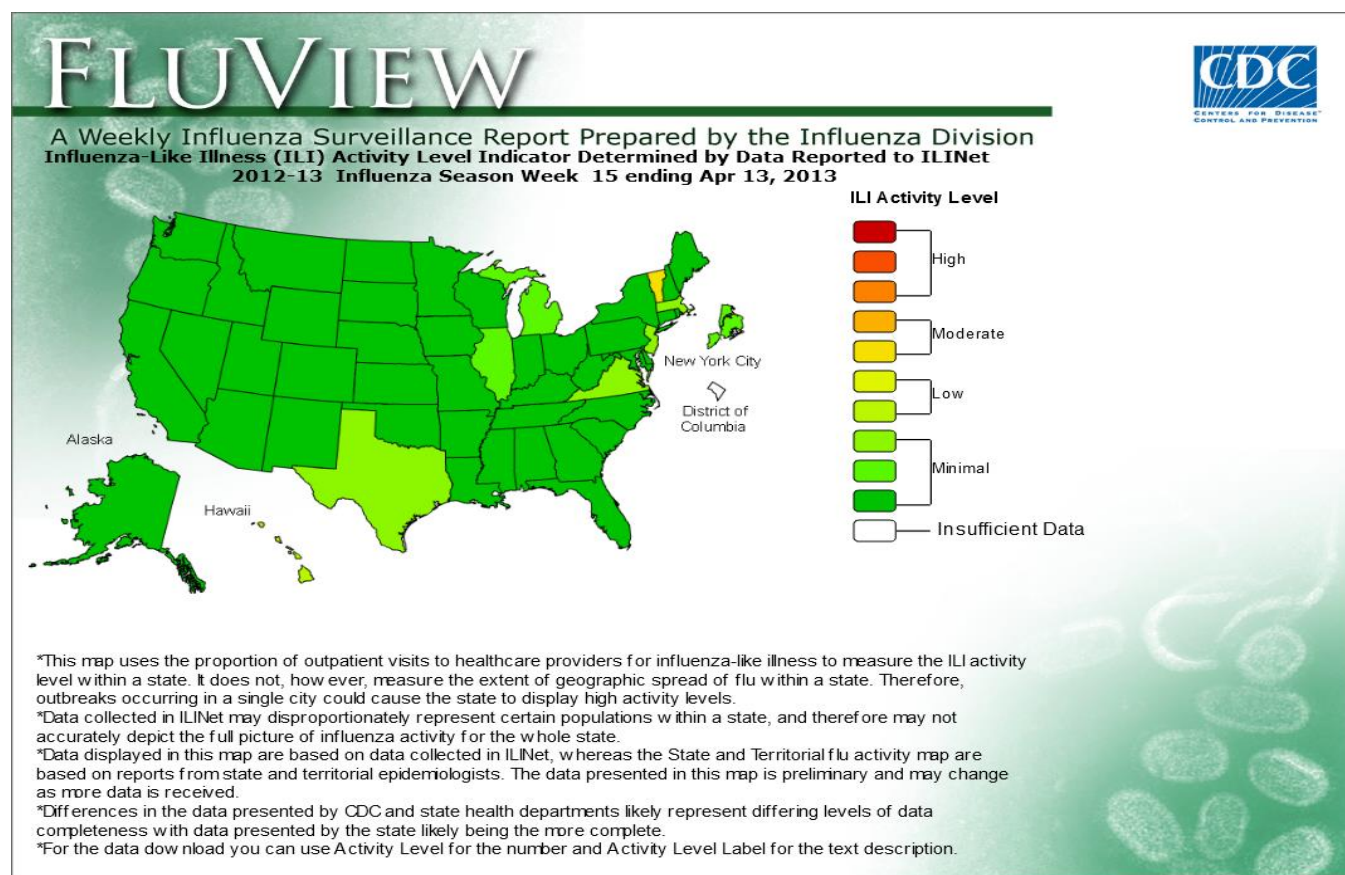 FLUVIEW
CDC
CENTERS FOR DISEASE
CONTROL AND PREVENTION
A Weekly Influenza Surveillance Report Prepared by the Influenza Division
Influenza-Like Illness (ILI) Activity Level Indicator Determined by Data Reported to ILINet
2012-13 Influenza Season Week 15 ending Apr 13, 2013
ILI Activity Level
High
Moderate
Low
Minimal
Insufficient Data
New York City
District of
Columbia
Alaska
Hawaii
*This map uses the proportion of outpatient visits to healthcare providers for influenza-like illness to measure the ILI activity
level within a state. It does not, however, measure the extent of geographic spread of flu within a state. Therefore,
outbreaks occurring in a single city could cause the state to display high activity levels.
*Data collected in ILINet may disproportionately represent certain populations within a state, and therefore may not
accurately depict the full picture of influenza activity for the whole state.
*Data displayed in this map are based on data collected in ILINet, whereas the State and Territorial flu activity map are
based on reports from state and territorial epidemiologists. The data presented in this map is preliminary and may change
as more data is received.
*Differences in the data presented by CDC and state health departments likely represent differing levels of data
completeness with data presented by the state likely being the more complete.
*For the data download you can use Activity Level for the number and Activity Level Label for the text description.